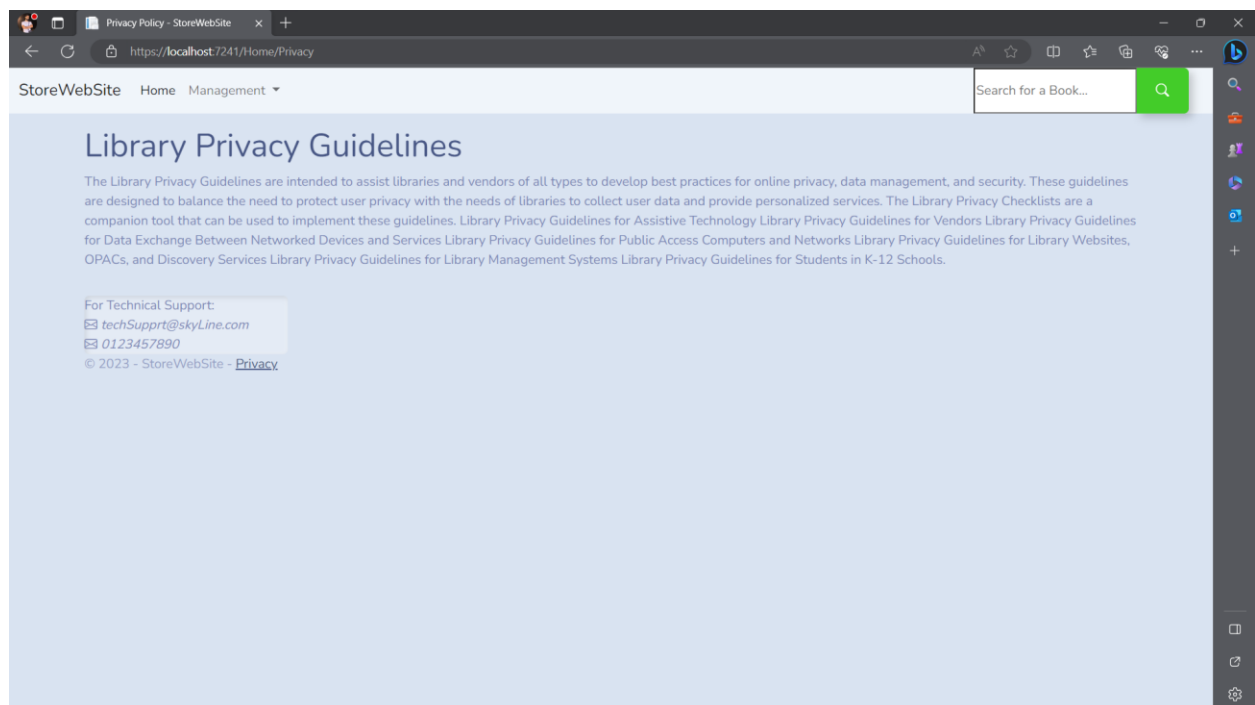 Privacy Policy - StoreWebSite
https://localhost:7241/Home/Privacy
StoreWebSite Home Management Search for a Book...
Library Privacy Guidelines
The Library Privacy Guidelines are intended to assist libraries and vendors of all types to develop best practices for online privacy, data management, and security. These guidelines
are designed to balance the need to protect user privacy with the needs of libraries to collect user data and provide personalized services. The Library Privacy Checklists are a
companion tool that can be used to implement these guidelines. Library Privacy Guidelines for Assistive Technology Library Privacy Guidelines for Vendors Library Privacy Guidelines
for Data Exchange Between Networked Devices and Services Library Privacy Guidelines for Public Access Computers and Networks Library Privacy Guidelines for Library Websites,
OPACs, and Discovery Services Library Privacy Guidelines for Library Management Systems Library Privacy Guidelines for Students in K-12 Schools.
For Technical Support:
techSupprt@skyLine.com
0123457890
© 2023 - StoreWebSite - Privacy